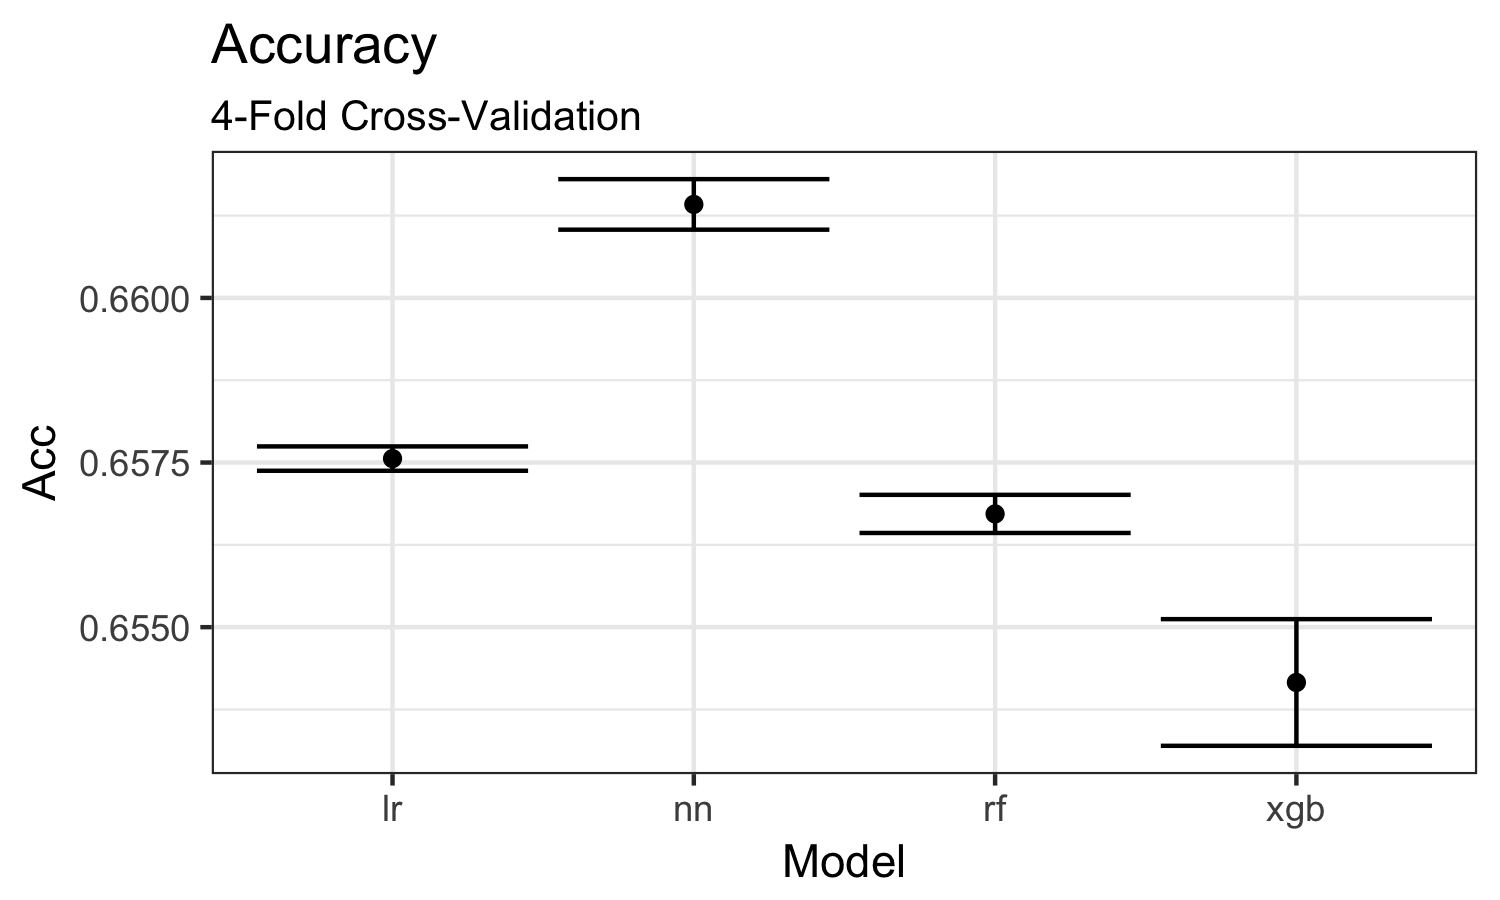 Accuracy
4-Fold Cross-Validation
Acc
0.6600
0.6575
0.6550
lr
nn
rf
xgb
Model